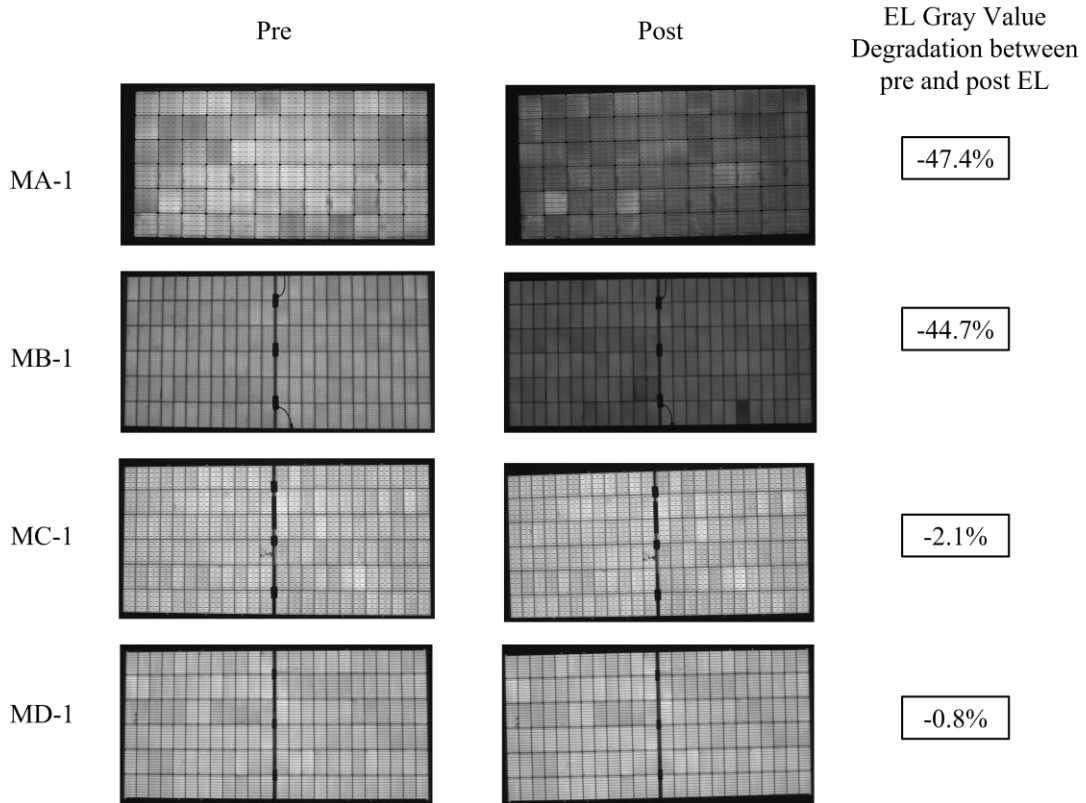 Pre
Post
EL Gray Value
Degradation between
pre and post EL
MA-1
-47.4%
MB-1
-44.7%
MC-1
-2.1%
MD-1
-0.8%